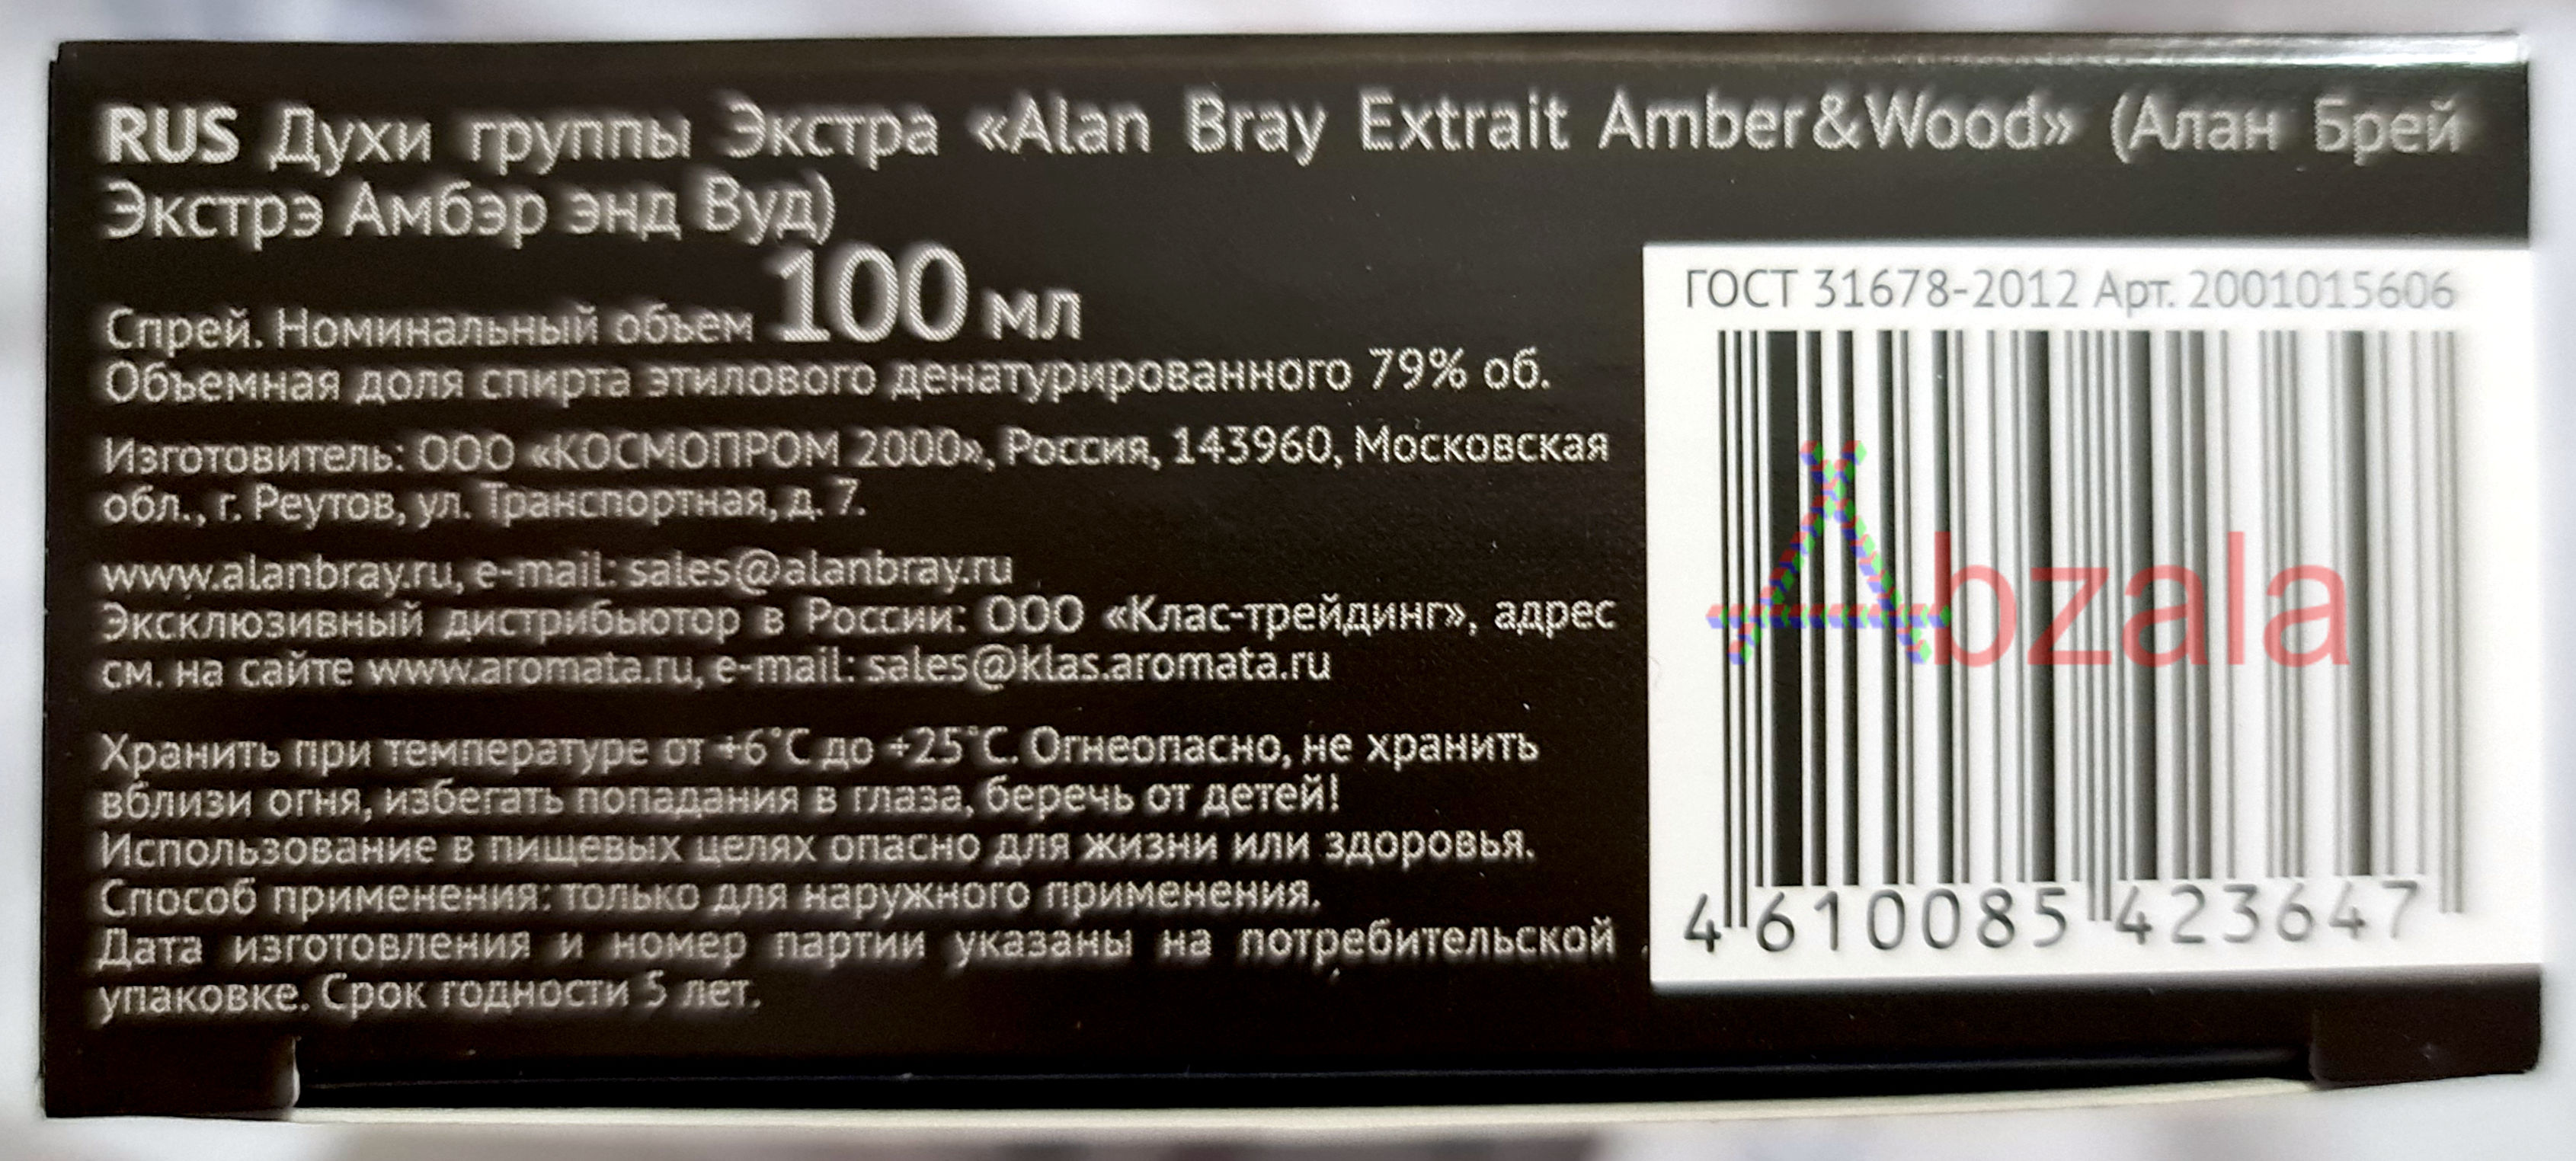 RUS Духи группы Экстра «Alan Bray Extrait Amber&Wood» (Алан Брей
Экстрэ Амбэр энд Вуд)
Спрей. Номинальный объем 100 мл
Объемная доля спирта этилового денатурированного 79% об.
Изготовитель: ООО «КОСМОПРОМ 2000», Россия, 143960, Московская
обл., г. Реутов, ул. Транспортная, д. 7.
www.alanbray.ru, e-mail: sales@alanbray.ru
Эксклюзивный дистрибьютор в России: ООО «Клас-трейдинг», адрес
см. на сайте www.aromata.ru, e-mail: sales@klas.aromata.ru
Хранить при температуре от +6°C до +25°C. Огнеопасно, не хранить
вблизи огня, избегать попадания в глаза, беречь от детей!
Использование в пищевых целях опасно для жизни или здоровья.
Способ применения: только для наружного применения.
Дата изготовления и номер партии указаны на потребительской
упаковке. Срок годности 5 лет.
ГОСТ 31678-2012 Арт. 2001015606
Abzala
4 610085 423647